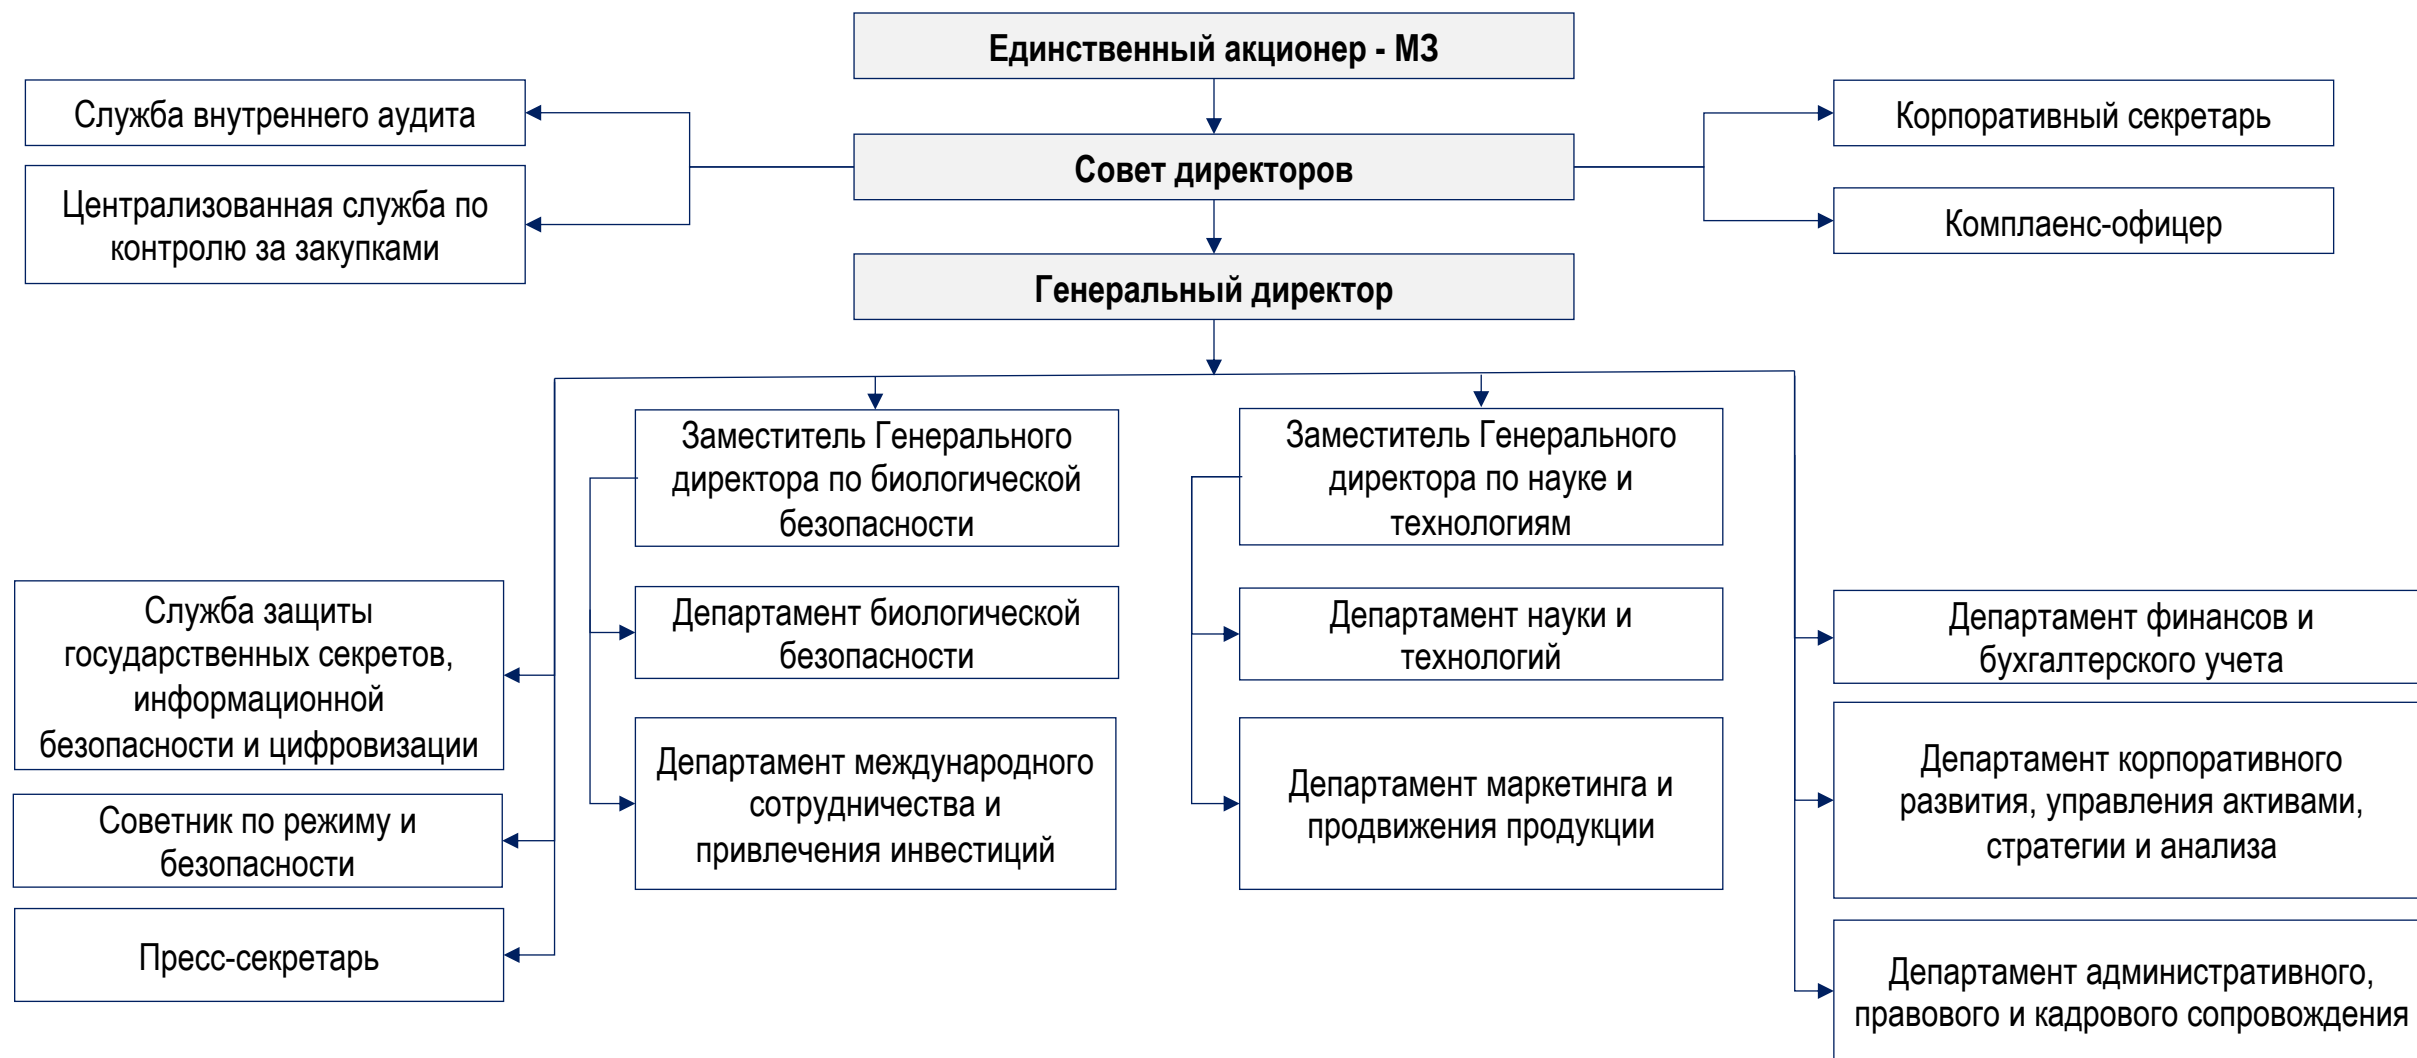 Единственный акционер - МЗ
Служба внутреннего аудита
Корпоративный секретарь
Совет директоров
Централизованная служба по
контролю за закупками
Комплаенс-офицер
Генеральный директор
Заместитель Генерального
директора по биологической
безопасности
Заместитель Генерального
директора по науке и
технологиям
Служба защиты
государственных секретов,
информационной
безопасности и цифровизации
Департамент биологической
безопасности
Департамент науки и
технологий
Департамент финансов и
бухгалтерского учета
Департамент международного
сотрудничества и
привлечения инвестиций
Департамент маркетинга и
продвижения продукции
Департамент корпоративного
развития, управления активами,
стратегии и анализа
Советник по режиму и
безопасности
Пресс-секретарь
Департамент административного,
правового и кадрового сопровождения